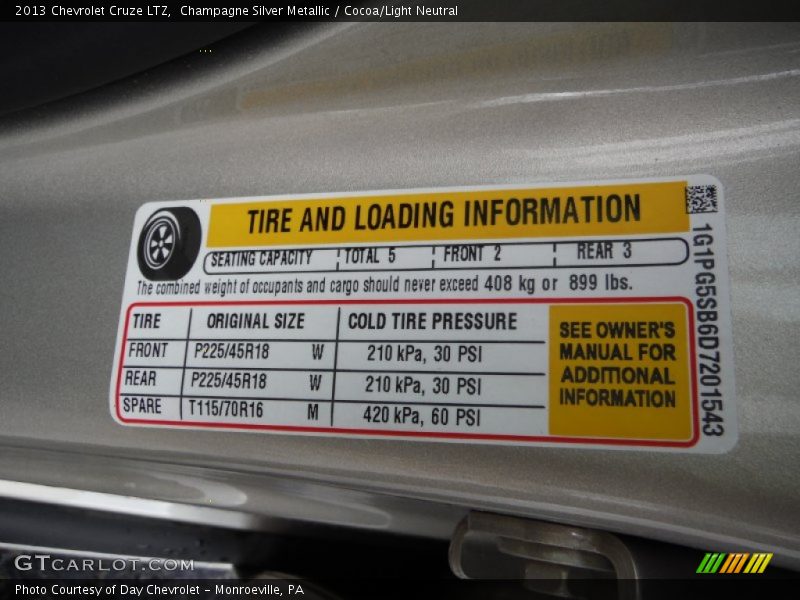 2013 Chevrolet Cruze LTZ,  Champagne Silver Metallic / Cocoa/Light Neutral
TIRE AND LOADING INFORMATION
SEATING CAPACITY TOTAL 5 FRONT 2 REAR 3
The combined weight of occupants and cargo should never exceed 408 kg or 899 lbs.
TIRE ORIGINAL SIZE COLD TIRE PRESSURE
FRONT P225/45R18 W 210 kPa, 30 PSI
REAR P225/45R18 W 210 kPa, 30 PSI
SPARE T115/70R16 M 420 kPa, 60 PSI
SEE OWNER'S
MANUAL FOR
ADDITIONAL
INFORMATION
1G1PG5SB6D7201543
GTCARLOT.COM
Photo Courtesy of Day Chevrolet - Monroeville, PA